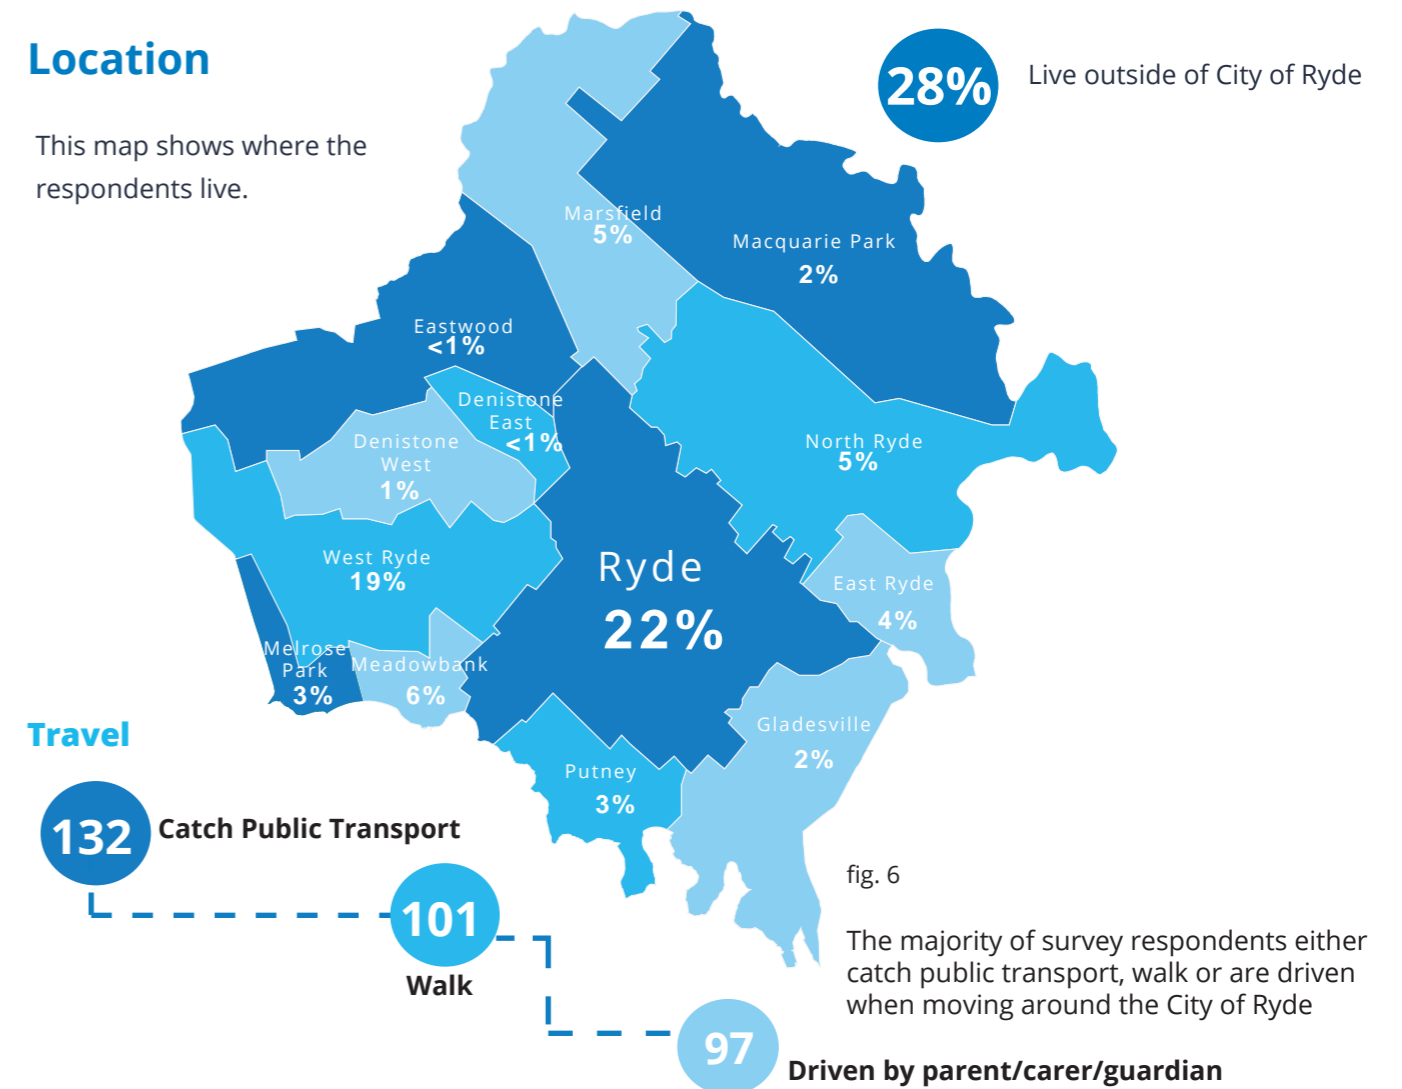 Location
This map shows where the
respondents live.
28%
Live outside of City of Ryde
Marsfield
5%
Macquarie Park
2%
Eastwood
<1%
Denistone
East
<1%
Denistone
West
1%
North Ryde
5%
West Ryde
19%
Ryde
22%
East Ryde
4%
Melrose
Park
3%
Meadowbank
6%
Gladesville
2%
Putney
3%
Travel
132
Catch Public Transport
101
Walk
97
Driven by parent/carer/guardian
fig. 6
The majority of survey respondents either
catch public transport, walk or are driven
when moving around the City of Ryde